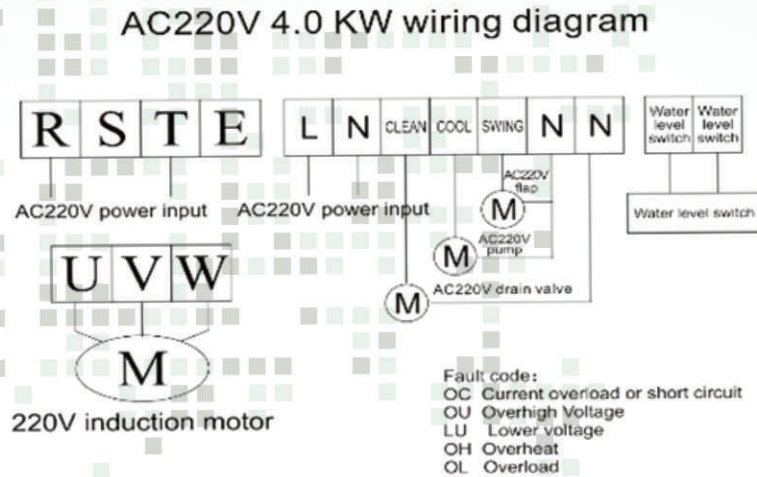 AC220V 4.0 KW wiring diagram
R S T E
L N CLEAN COOL SWING N N
Water level switch
Water level switch
AC220V power input
AC220V power input
AC220V flap
M
Water level switch
AC220V pump
M
AC220V drain valve
M
U V W
M
220V induction motor
Fault code:
OC Current overload or short circuit
OU Overhigh Voltage
LU Lower voltage
OH Overheat
OL Overload